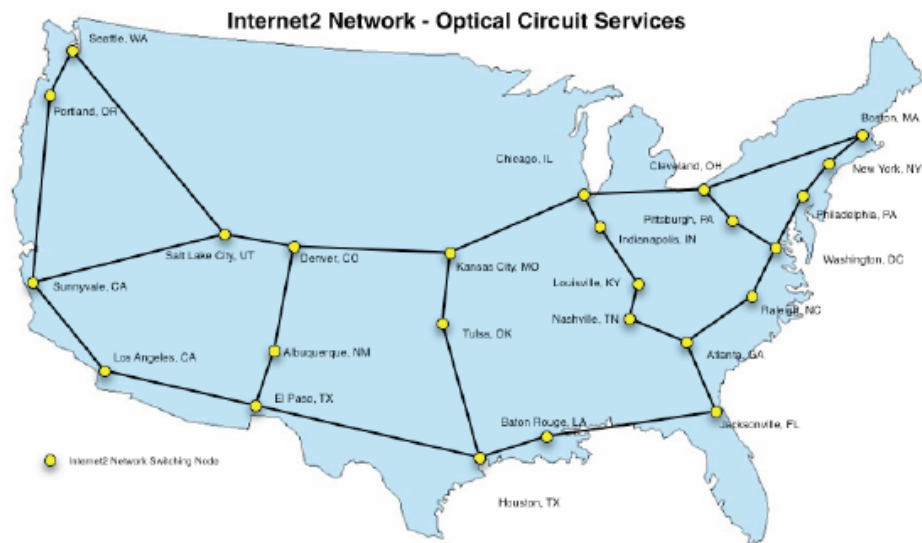 Internet2 Network - Optical Circuit Services
Seattle, WA
Portland, OR
Boston, MA
Chicago, IL
Cleveland, OH
New York, NY
Pittsburgh, PA
Philadelphia, PA
Indianapolis, IN
Salt Lake City, UT
Denver, CO
Kansas City, MO
Washington, DC
Sunnyvale, CA
Louisville, KY
Raleigh, NC
Nashville, TN
Tulsa, OK
Los Angeles, CA
Albuquerque, NM
Atlanta, GA
El Paso, TX
Baton Rouge, LA
Jacksonville, FL
Internet2 Network Switching Node
Houston, TX